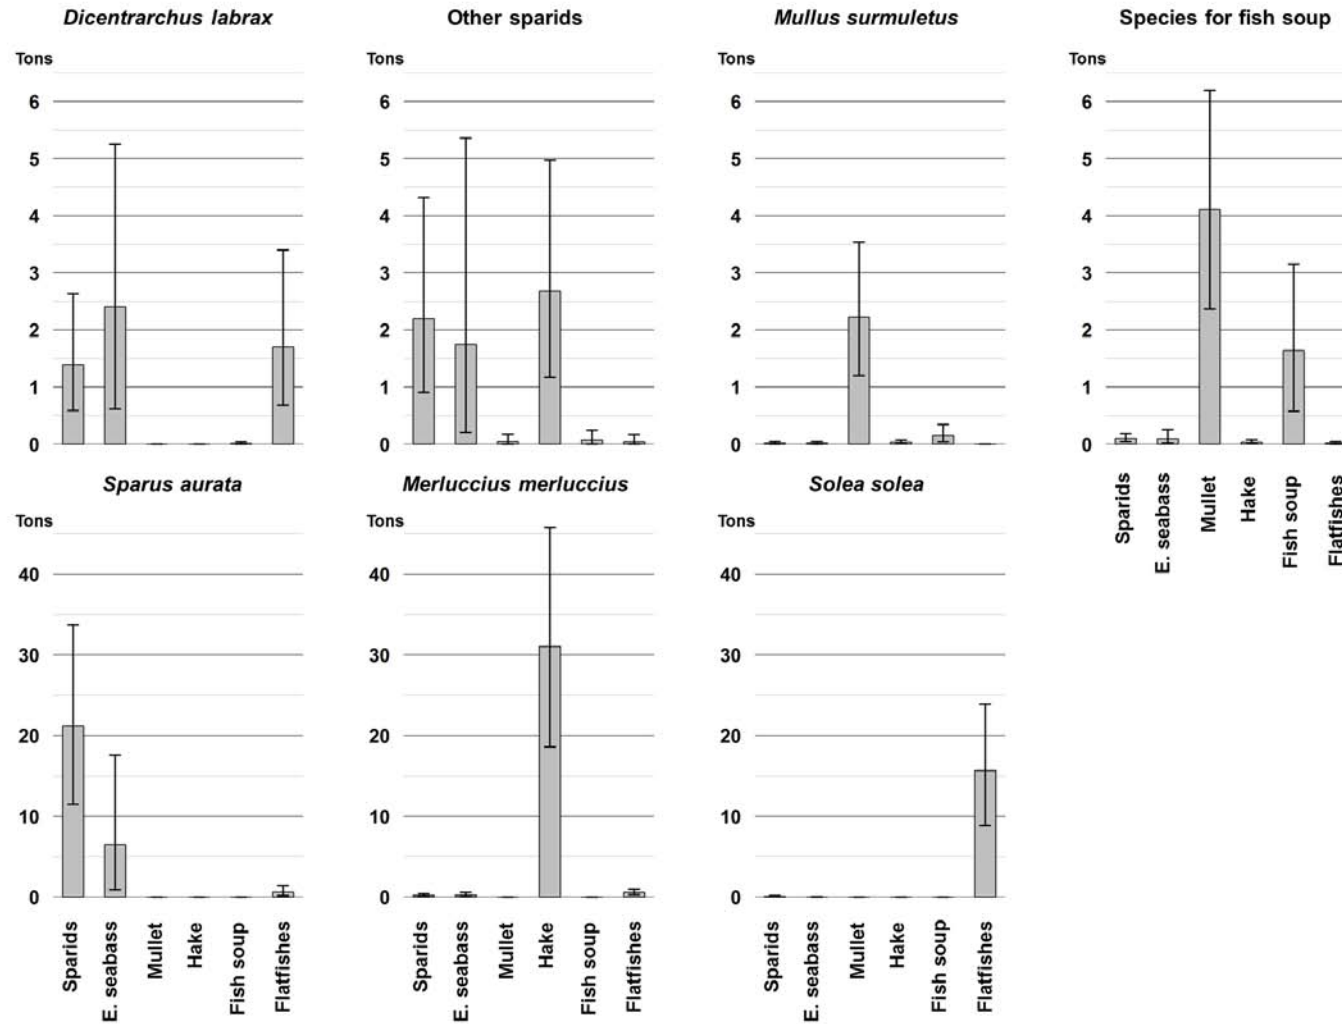 Dicentrarchus labrax
Other sparids
Mullus surmuletus
Species for fish soup
Tons
Tons
Tons
Tons
6
5
4
3
2
1
0
6
5
4
3
2
1
0
6
5
4
3
2
1
0
6
5
4
3
2
1
0
Sparids
E. seabass
Mullet
Hake
Fish soup
Flatfishes
Sparus aurata
Merluccius merluccius
Solea solea
Tons
Tons
Tons
40
30
20
10
0
40
30
20
10
0
40
30
20
10
0
Sparids
E. seabass
Mullet
Hake
Fish soup
Flatfishes
Sparids
E. seabass
Mullet
Hake
Fish soup
Flatfishes
Sparids
E. seabass
Mullet
Hake
Fish soup
Flatfishes